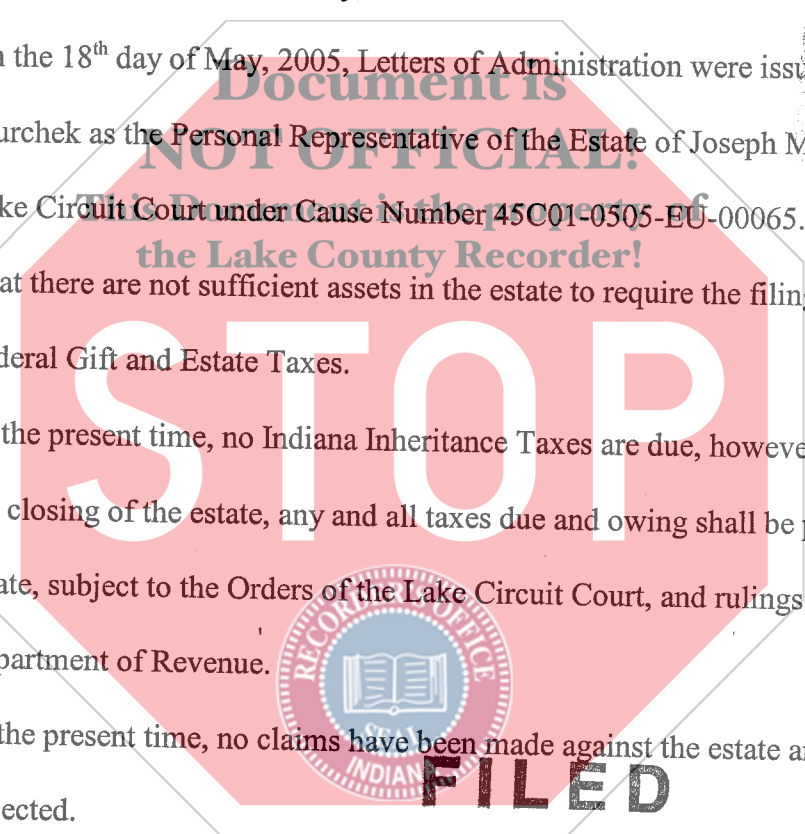 n the 18th day of May, 2005, Letters of Administration were issu
Document is
urchek as the Personal Representative of the Estate of Joseph M
NOT OFFICIAL!
ke Circuit Court under Cause Number 45C01-0505-EU-00065.
This Document is the property of
the Lake County Recorder!
at there are not sufficient assets in the estate to require the filing
deral Gift and Estate Taxes.
STOP
the present time, no Indiana Inheritance Taxes are due, howeve
closing of the estate, any and all taxes due and owing shall be p
ate, subject to the Orders of the Lake Circuit Court, and rulings
RECORDER'S OFFICE
partment of Revenue.
SEAL
the present time, no claims have been made against the estate a
INDIANA
FILED
ected.